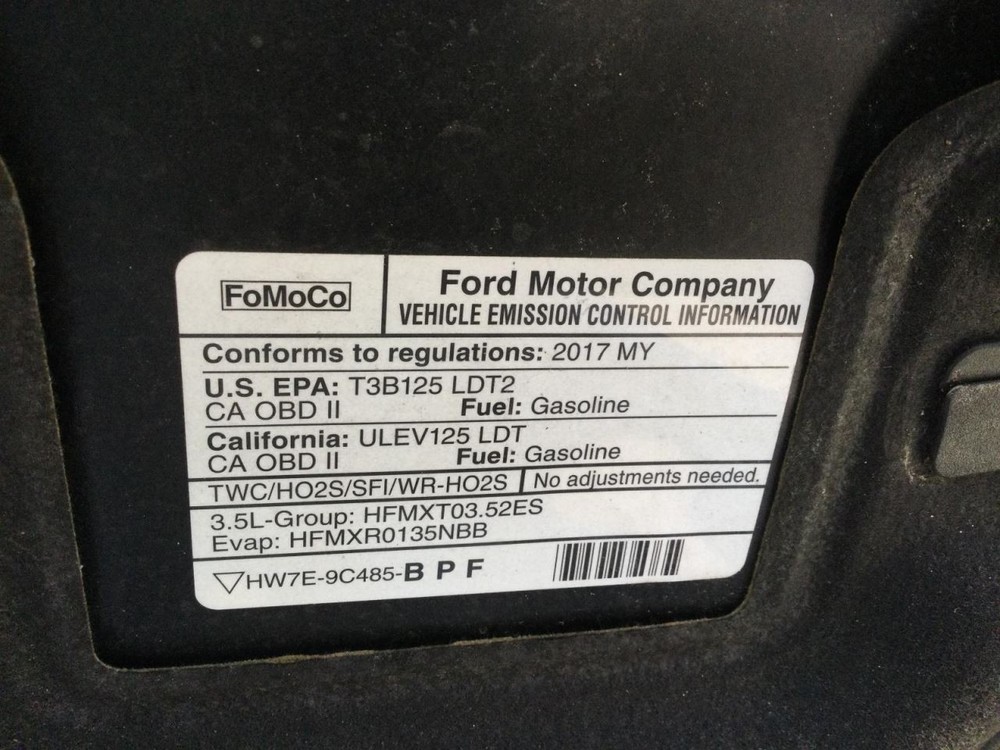 FoMoCo
Ford Motor Company
VEHICLE EMISSION CONTROL INFORMATION
Conforms to regulations: 2017 MY
U.S. EPA: T3B125 LDT2
CA OBD II Fuel: Gasoline
California: ULEV125 LDT
CA OBD II Fuel: Gasoline
TWC/HO2S/SFI/WR-HO2S No adjustments needed.
3.5L-Group: HFMXT03.52ES
Evap: HFMXR0135NBB
HW7E-9C485-B P F